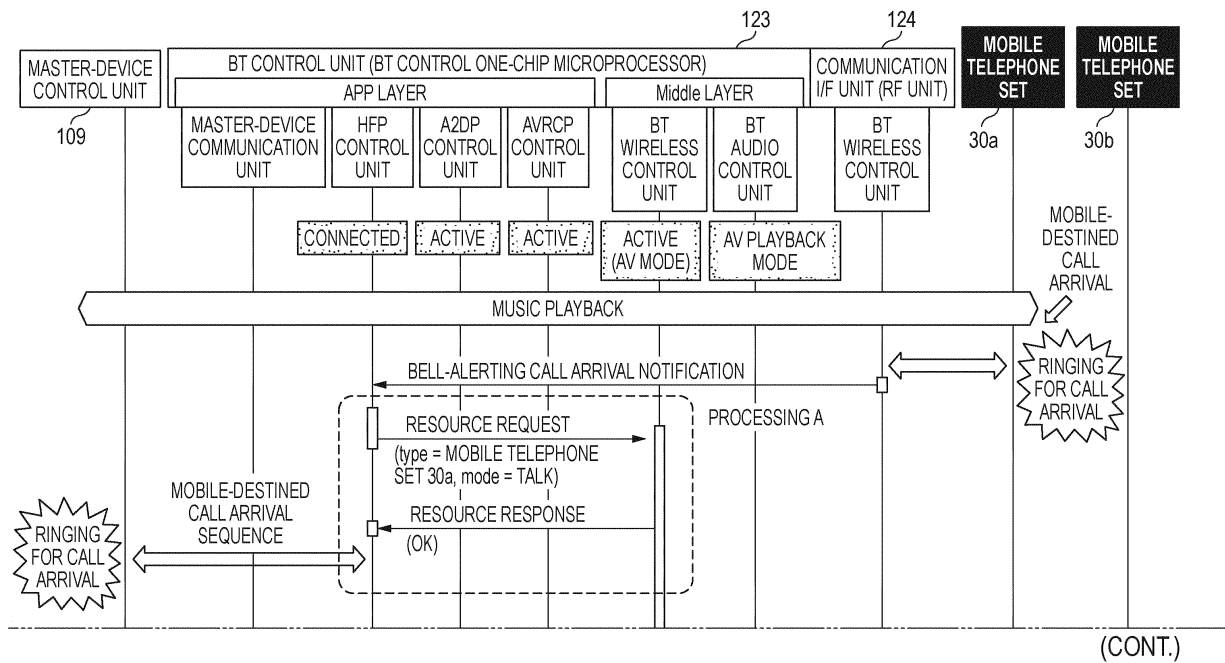 123
124
MASTER-DEVICE
CONTROL UNIT
109
BT CONTROL UNIT (BT CONTROL ONE-CHIP MICROPROCESSOR)
APP LAYER
Middle LAYER
COMMUNICATION
I/F UNIT (RF UNIT)
MOBILE
TELEPHONE
SET
30a
MOBILE
TELEPHONE
SET
30b
MASTER-DEVICE
COMMUNICATION
UNIT
HFP
CONTROL
UNIT
A2DP
CONTROL
UNIT
AVRCP
CONTROL
UNIT
BT
WIRELESS
CONTROL
UNIT
BT
AUDIO
CONTROL
UNIT
BT
WIRELESS
CONTROL
UNIT
CONNECTED
ACTIVE
ACTIVE
ACTIVE
(AV MODE)
AV PLAYBACK
MODE
MOBILE-
DESTINED
CALL
ARRIVAL
MUSIC PLAYBACK
RINGING
FOR CALL
ARRIVAL
BELL-ALERTING CALL ARRIVAL NOTIFICATION
PROCESSING A
RESOURCE REQUEST
(type = MOBILE TELEPHONE
SET 30a, mode = TALK)
MOBILE-DESTINED
CALL ARRIVAL
SEQUENCE
RESOURCE RESPONSE
(OK)
RINGING
FOR CALL
ARRIVAL
(CONT.)